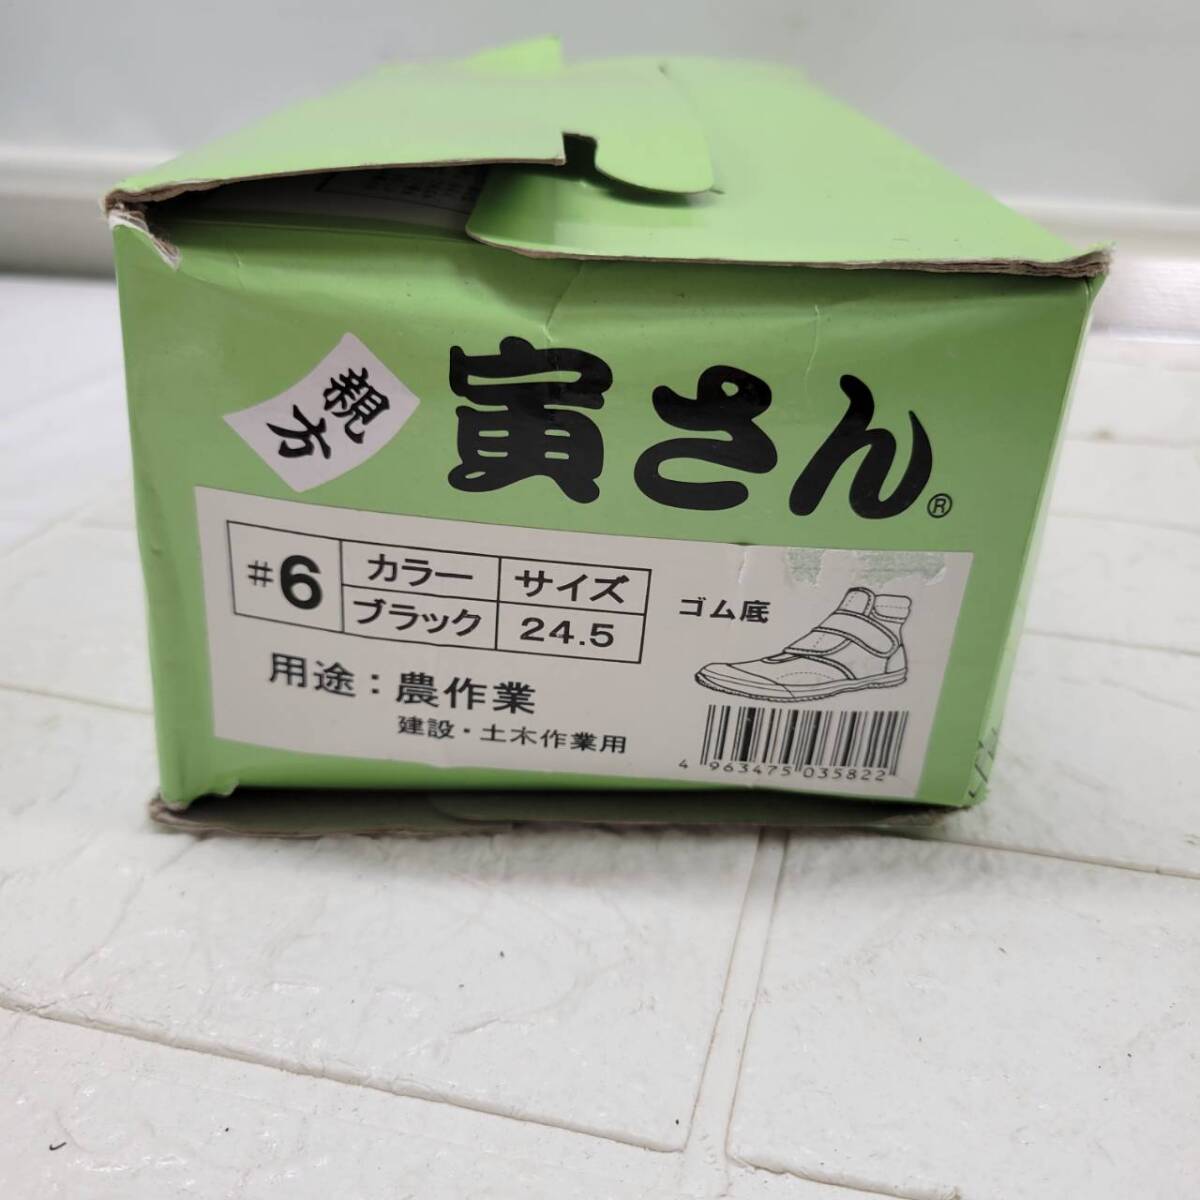 親方
寅さん®
#6
カラー サイズ
ブラック 24.5
ゴム底
用途:農作業
建設・土木作業用
4 963475 035822